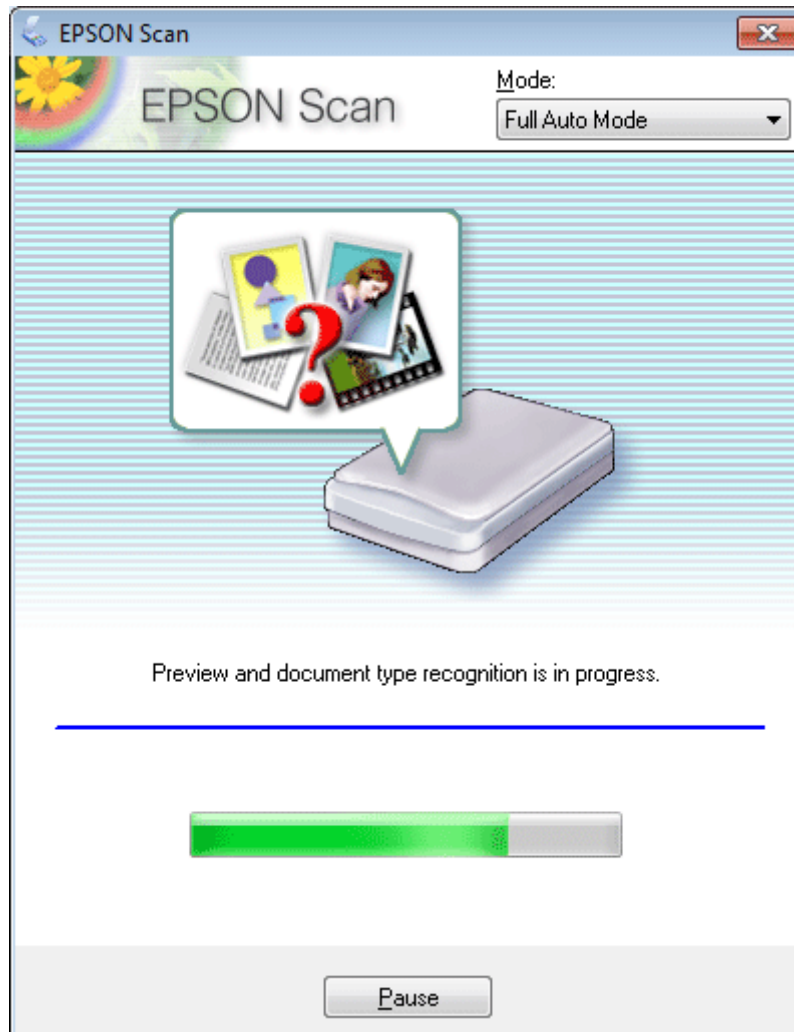 EPSON Scan
EPSON Scan
Mode:
Full Auto Mode
Preview and document type recognition is in progress.
Pause